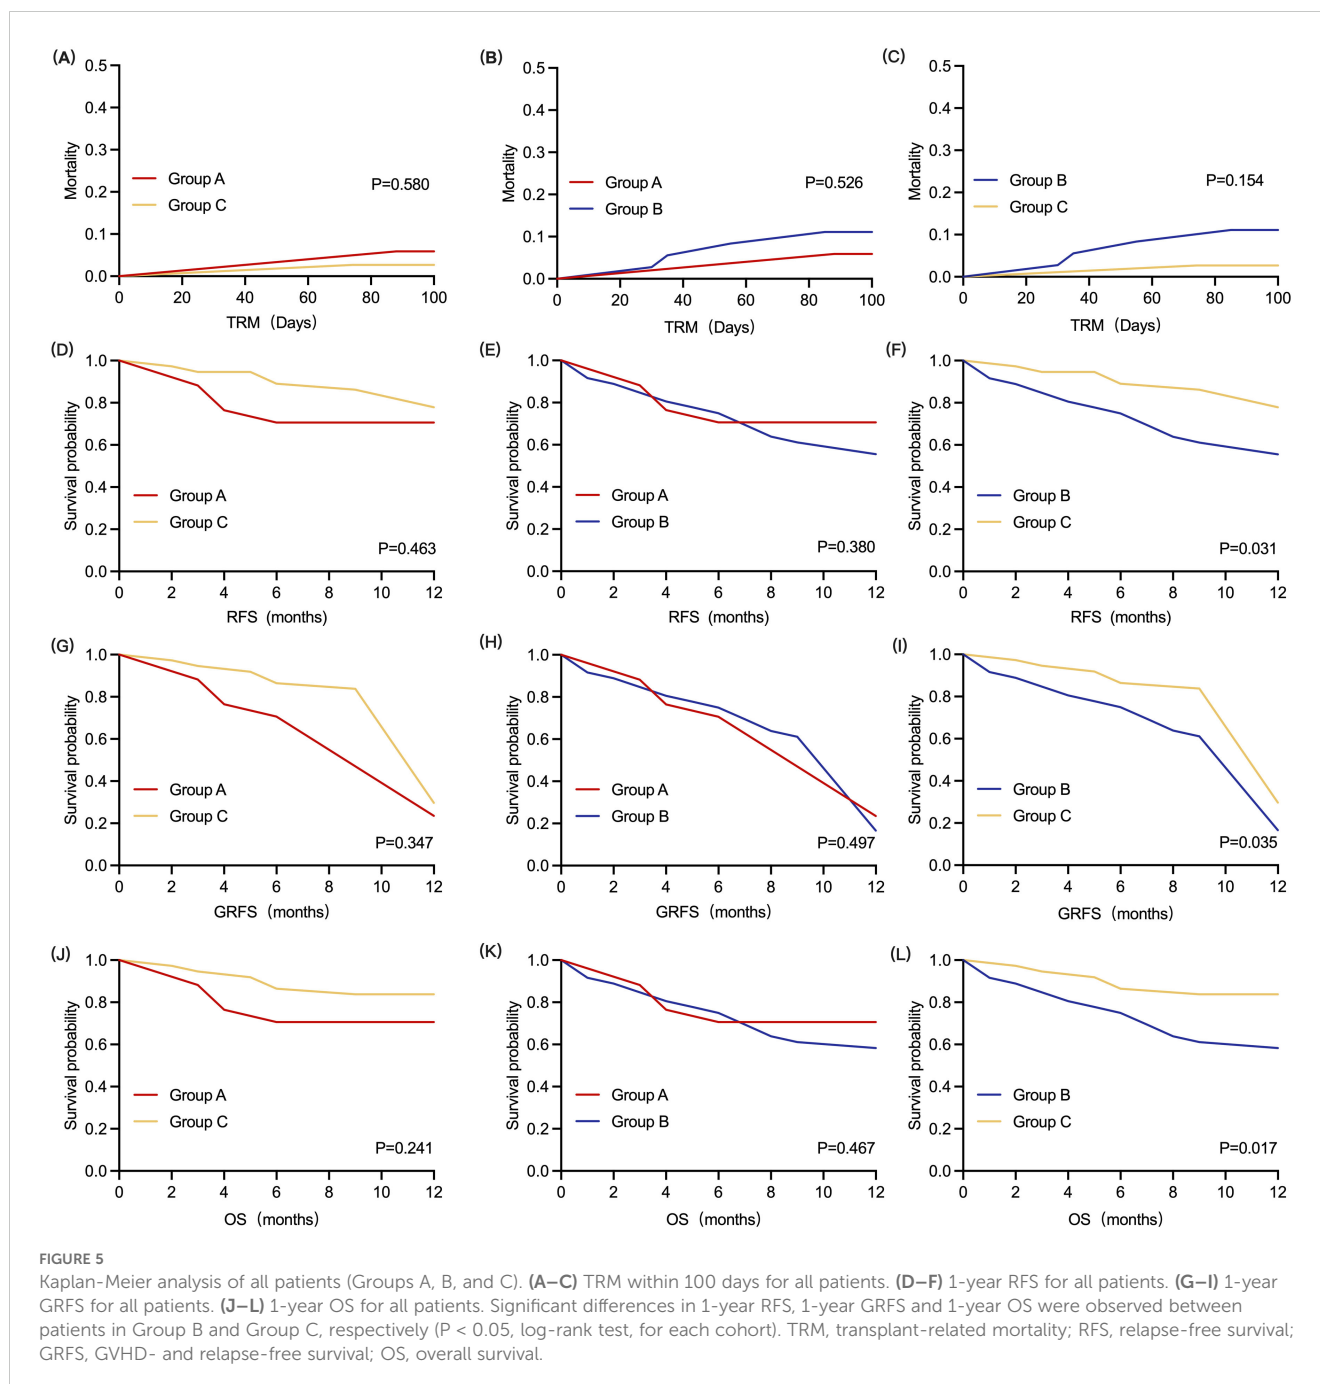 (A)
0.5
0.4
0.3
0.2
0.1
0.0
Mortality
Group A
Group C
P=0.580
0 20 40 60 80 100
TRM (Days)
(B)
0.5
0.4
0.3
0.2
0.1
0.0
Mortality
Group A
Group B
P=0.526
0 20 40 60 80 100
TRM (Days)
(C)
0.5
0.4
0.3
0.2
0.1
0.0
Mortality
Group B
Group C
P=0.154
0 20 40 60 80 100
TRM (Days)
(D)
1.0
0.8
0.6
0.4
0.2
0.0
Survival probability
Group A
Group C
P=0.463
0 2 4 6 8 10 12
RFS (months)
(E)
1.0
0.8
0.6
0.4
0.2
0.0
Survival probability
Group A
Group B
P=0.380
0 2 4 6 8 10 12
RFS (months)
(F)
1.0
0.8
0.6
0.4
0.2
0.0
Survival probability
Group B
Group C
P=0.031
0 2 4 6 8 10 12
RFS (months)
(G)
1.0
0.8
0.6
0.4
0.2
0.0
Survival probability
Group A
Group C
P=0.347
0 2 4 6 8 10 12
GRFS (months)
(H)
1.0
0.8
0.6
0.4
0.2
0.0
Survival probability
Group A
Group B
P=0.497
0 2 4 6 8 10 12
GRFS (months)
(I)
1.0
0.8
0.6
0.4
0.2
0.0
Survival probability
Group B
Group C
P=0.035
0 2 4 6 8 10 12
GRFS (months)
(J)
1.0
0.8
0.6
0.4
0.2
0.0
Survival probability
Group A
Group C
P=0.241
0 2 4 6 8 10 12
OS (months)
(K)
1.0
0.8
0.6
0.4
0.2
0.0
Survival probability
Group A
Group B
P=0.467
0 2 4 6 8 10 12
OS (months)
(L)
1.0
0.8
0.6
0.4
0.2
0.0
Survival probability
Group B
Group C
P=0.017
0 2 4 6 8 10 12
OS (months)
FIGURE 5
Kaplan-Meier analysis of all patients (Groups A, B, and C). (A–C) TRM within 100 days for all patients. (D–F) 1-year RFS for all patients. (G–I) 1-year
GRFS for all patients. (J–L) 1-year OS for all patients. Significant differences in 1-year RFS, 1-year GRFS and 1-year OS were observed between
patients in Group B and Group C, respectively (P < 0.05, log-rank test, for each cohort). TRM, transplant-related mortality; RFS, relapse-free survival;
GRFS, GVHD- and relapse-free survival; OS, overall survival.